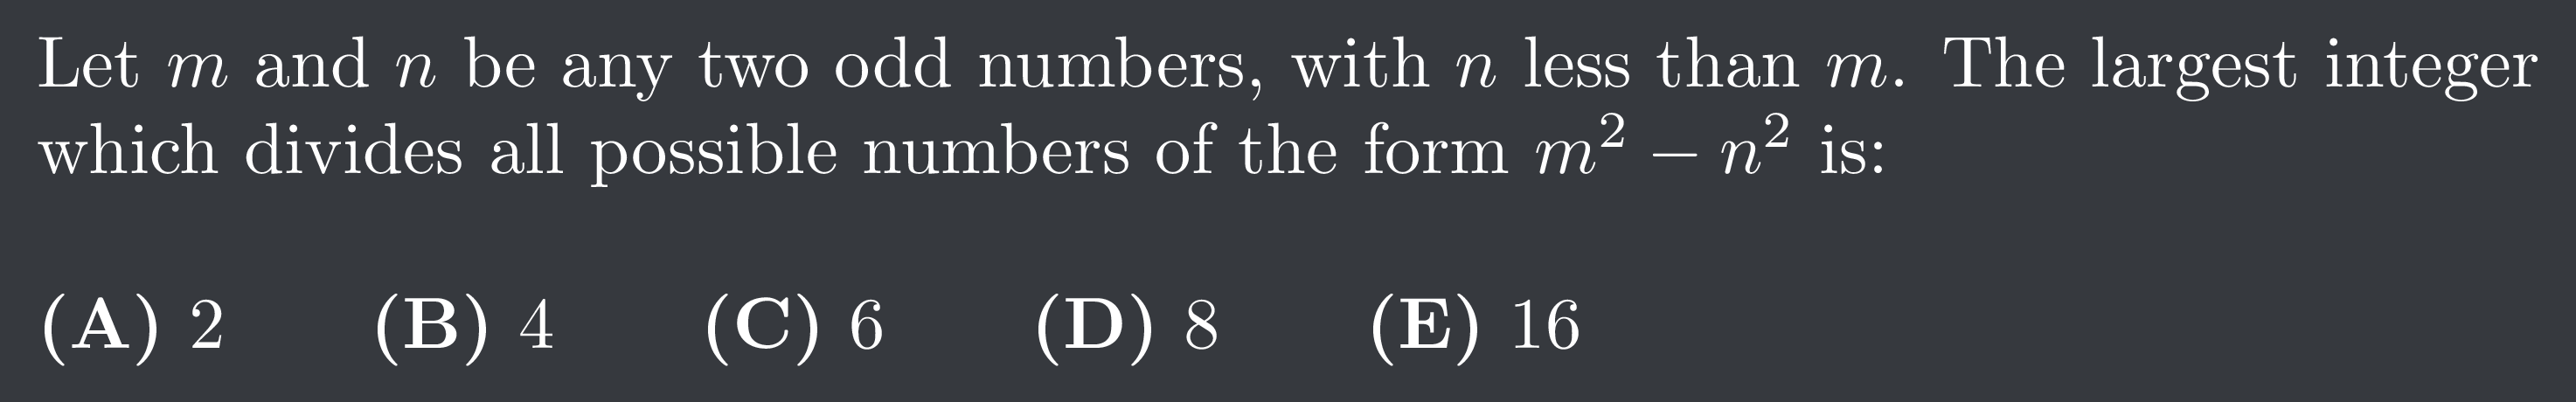 Let m and n be any two odd numbers, with n less than m. The largest integer
which divides all possible numbers of the form m² − n² is:
(A) 2 (B) 4 (C) 6 (D) 8 (E) 16